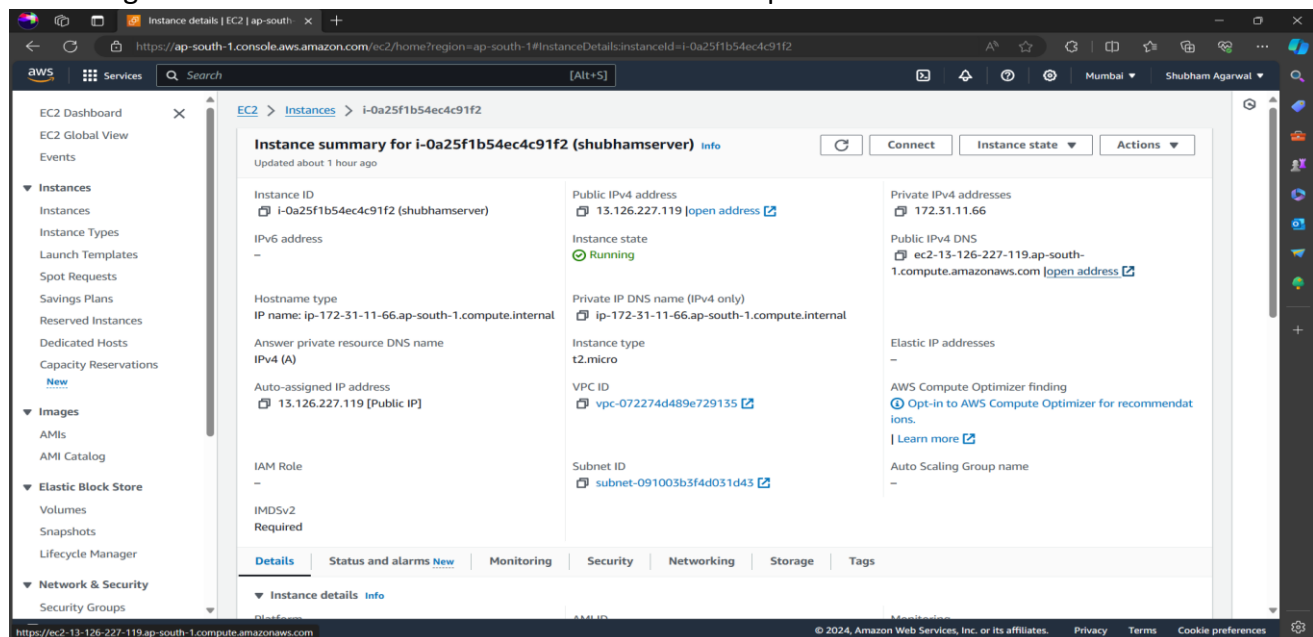 Instance details | EC2 | ap-south-
https://ap-south-1.console.aws.amazon.com/ec2/home?region=ap-south-1#InstanceDetails:instanceId=i-0a25f1b54ec4c91f2
aws Services Search [Alt+S] Mumbai Shubham Agarwal
EC2 Dashboard
EC2 Global View
Events
Instances
Instances
Instance Types
Launch Templates
Spot Requests
Savings Plans
Reserved Instances
Dedicated Hosts
Capacity Reservations
New
Images
AMIs
AMI Catalog
Elastic Block Store
Volumes
Snapshots
Lifecycle Manager
Network & Security
Security Groups
EC2 > Instances > i-0a25f1b54ec4c91f2
Instance summary for i-0a25f1b54ec4c91f2 (shubhamserver) Info
Connect Instance state Actions
Updated about 1 hour ago
Instance ID
i-0a25f1b54ec4c91f2 (shubhamserver)
Public IPv4 address
13.126.227.119 |open address
Private IPv4 addresses
172.31.11.66
IPv6 address
–
Instance state
Running
Public IPv4 DNS
ec2-13-126-227-119.ap-south-
1.compute.amazonaws.com |open address
Hostname type
IP name: ip-172-31-11-66.ap-south-1.compute.internal
Private IP DNS name (IPv4 only)
ip-172-31-11-66.ap-south-1.compute.internal
Answer private resource DNS name
IPv4 (A)
Instance type
t2.micro
Elastic IP addresses
–
Auto-assigned IP address
13.126.227.119 [Public IP]
VPC ID
vpc-072274d489e729135
AWS Compute Optimizer finding
Opt-in to AWS Compute Optimizer for recommendat
ions.
| Learn more
IAM Role
–
Subnet ID
subnet-091003b3f4d031d43
Auto Scaling Group name
–
IMDSv2
Required
Details Status and alarms New Monitoring Security Networking Storage Tags
Instance details Info
https://ec2-13-126-227-119.ap-south-1.compute.amazonaws.com
© 2024, Amazon Web Services, Inc. or its affiliates. Privacy Terms Cookie preferences